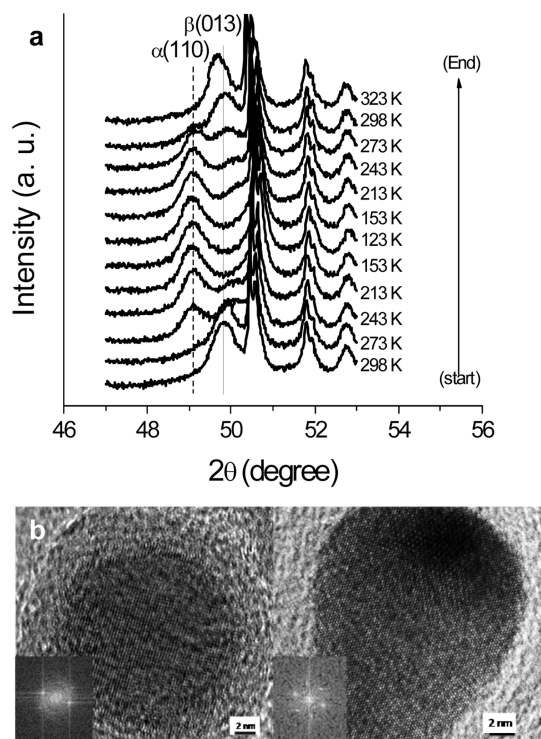 a
β(013)
α(110)
Intensity (a. u.)
(End)
323 K
298 K
273 K
243 K
213 K
153 K
123 K
153 K
213 K
243 K
273 K
298 K
(start)
46 48 50 52 54 56
2θ (degree)
b
2 nm
2 nm